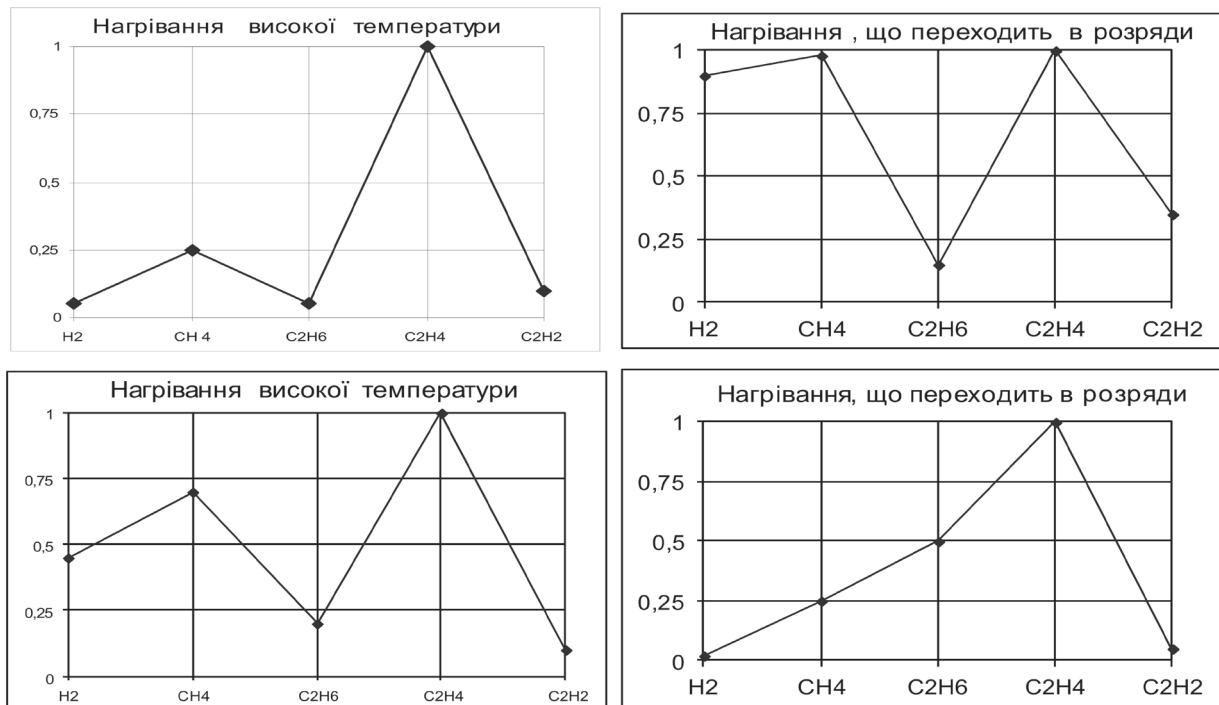 Нагрівання високої температури
1
0,75
0,5
0,25
0
H2 CH 4 C2H6 C2H4 C2H2
Нагрівання , що переходить в розряди
1
0,75
0,5
0,25
0
H2 CH4 C2H6 C2H4 C2H2
Нагрівання високої температури
1
0,75
0,5
0,25
0
H2 CH4 C2H6 C2H4 C2H2
Нагрівання, що переходить в розряди
1
0,75
0,5
0,25
0
H2 CH4 C2H6 C2H4 C2H2